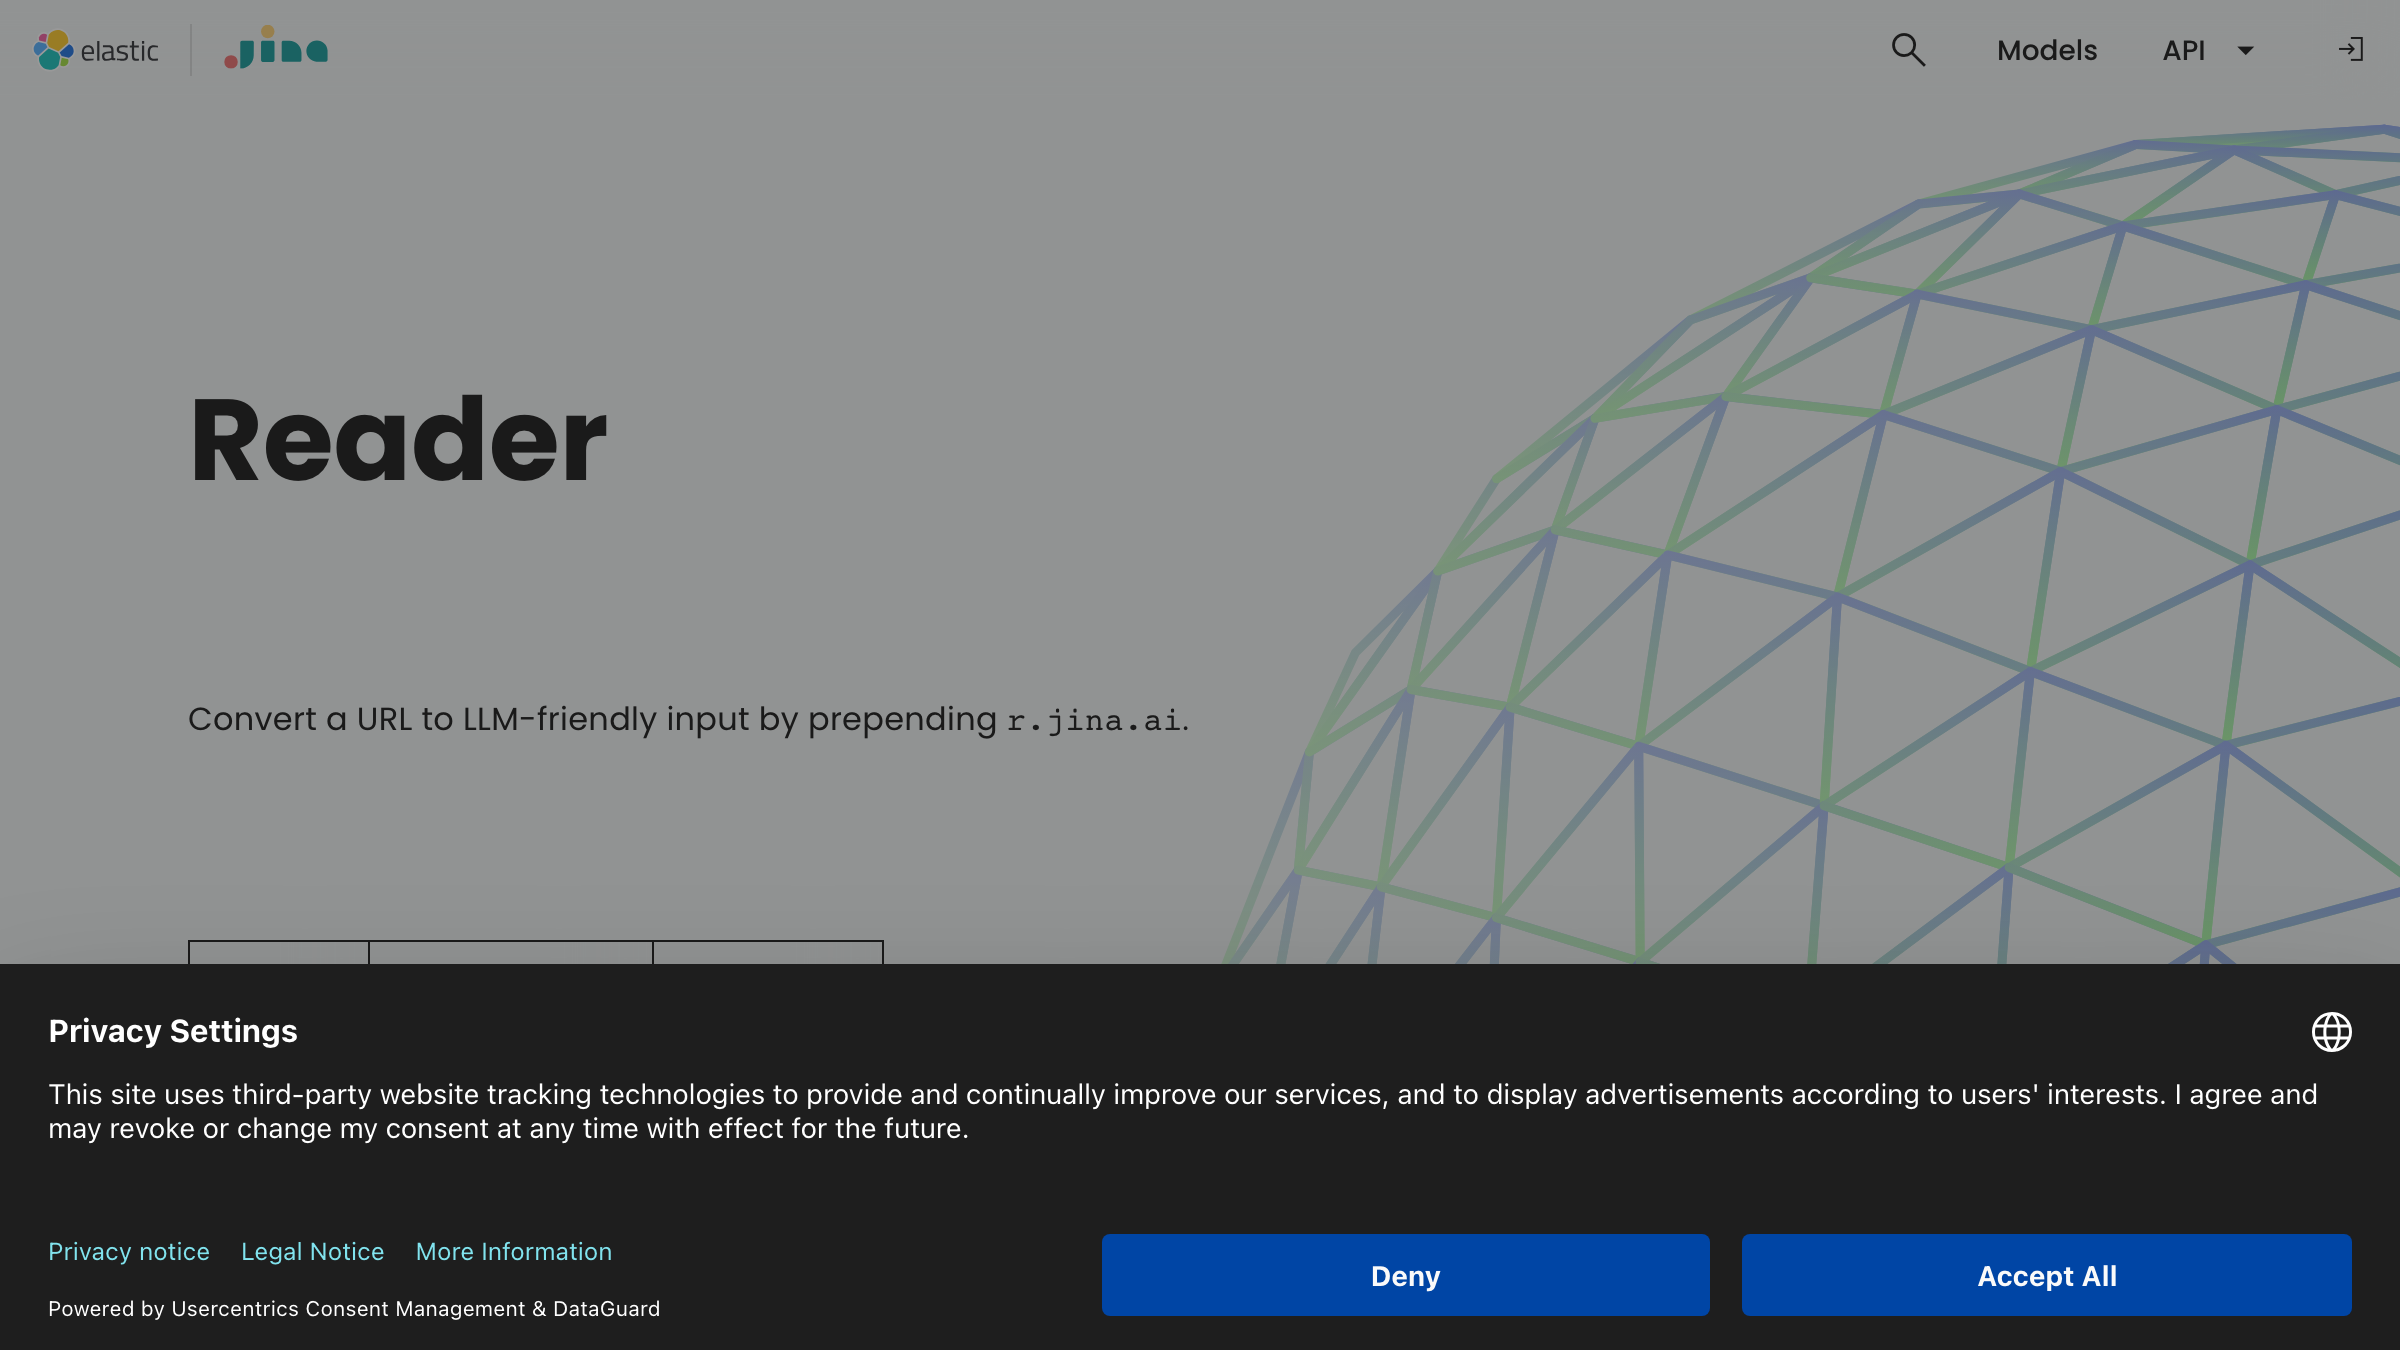 elastic
Jina
Models
API
Reader
Convert a URL to LLM-friendly input by prepending r.jina.ai.
Privacy Settings
This site uses third-party website tracking technologies to provide and continually improve our services, and to display advertisements according to users' interests. I agree and
may revoke or change my consent at any time with effect for the future.
Privacy notice
Legal Notice
More Information
Deny
Accept All
Powered by Usercentrics Consent Management & DataGuard